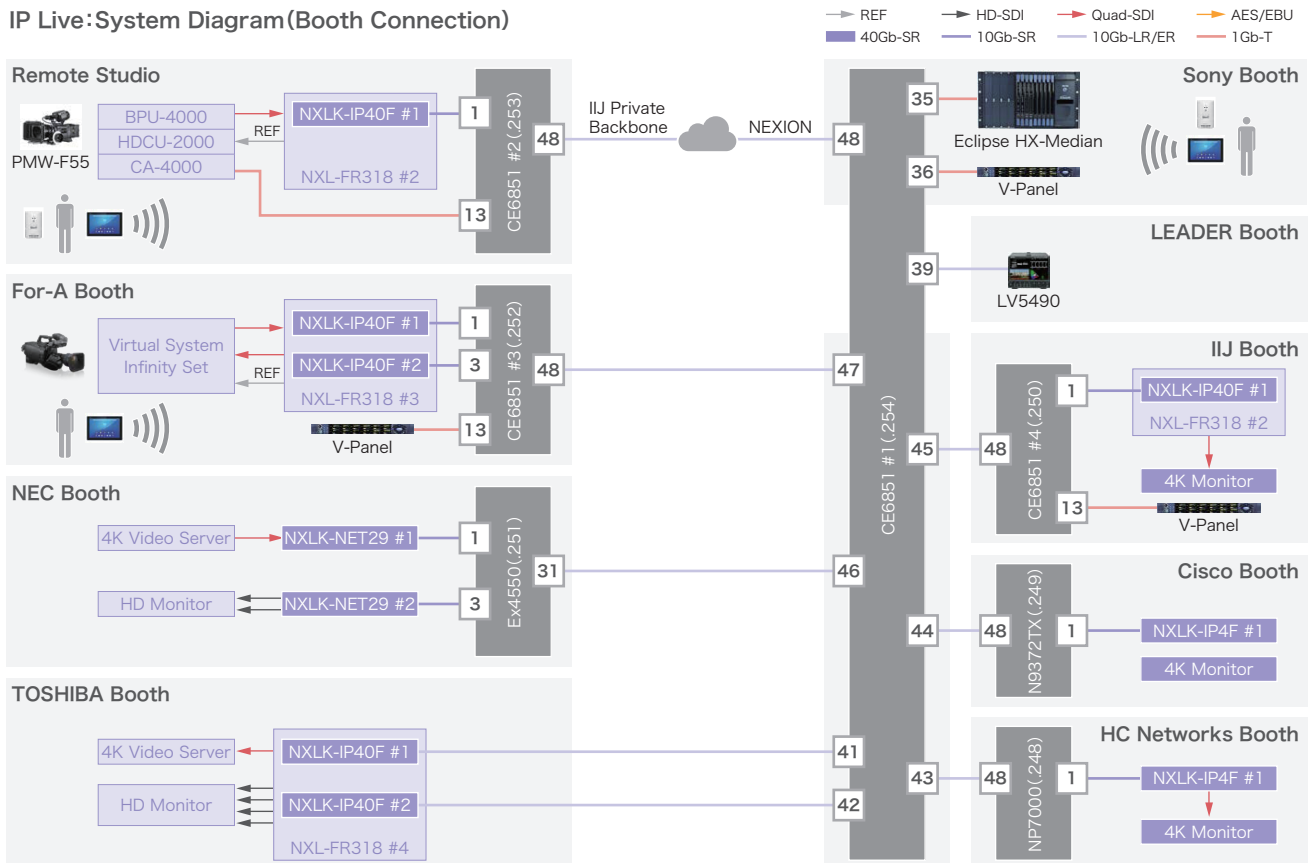 IP Live:System Diagram(Booth Connection)
REF
HD-SDI
Quad-SDI
AES/EBU
40Gb-SR
10Gb-SR
10Gb-LR/ER
1Gb-T
Remote Studio
PMW-F55
BPU-4000
HDCU-2000
CA-4000
REF
NXLK-IP40F #1
NXL-FR318 #2
1
13
CE6851 #2(.253)
48
IIJ Private
Backbone
NEXION
For-A Booth
Virtual System
Infinity Set
REF
NXLK-IP40F #1
NXLK-IP40F #2
NXL-FR318 #3
V-Panel
1
3
13
CE6851 #3(.252)
48
NEC Booth
4K Video Server
NXLK-NET29 #1
HD Monitor
NXLK-NET29 #2
1
3
Ex4550(.251)
31
TOSHIBA Booth
4K Video Server
NXLK-IP40F #1
HD Monitor
NXLK-IP40F #2
NXL-FR318 #4
48
47
46
41
42
CE6851 #1(.254)
35
36
39
45
44
43
Sony Booth
Eclipse HX-Median
V-Panel
LEADER Booth
LV5490
IIJ Booth
48
CE6851 #4(.250)
1
13
NXLK-IP40F #1
NXL-FR318 #2
4K Monitor
V-Panel
Cisco Booth
48
N9372TX(.249)
1
NXLK-IP4F #1
4K Monitor
HC Networks Booth
48
NP7000(.248)
1
NXLK-IP4F #1
4K Monitor